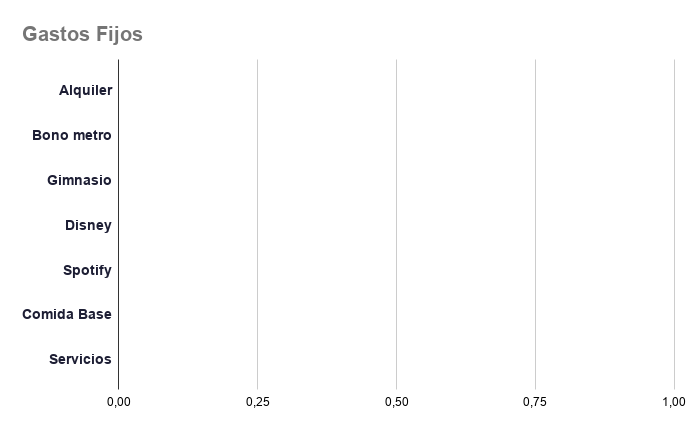 Gastos Fijos
Alquiler
Bono metro
Gimnasio
Disney
Spotify
Comida Base
Servicios
0,00 0,25 0,50 0,75 1,00